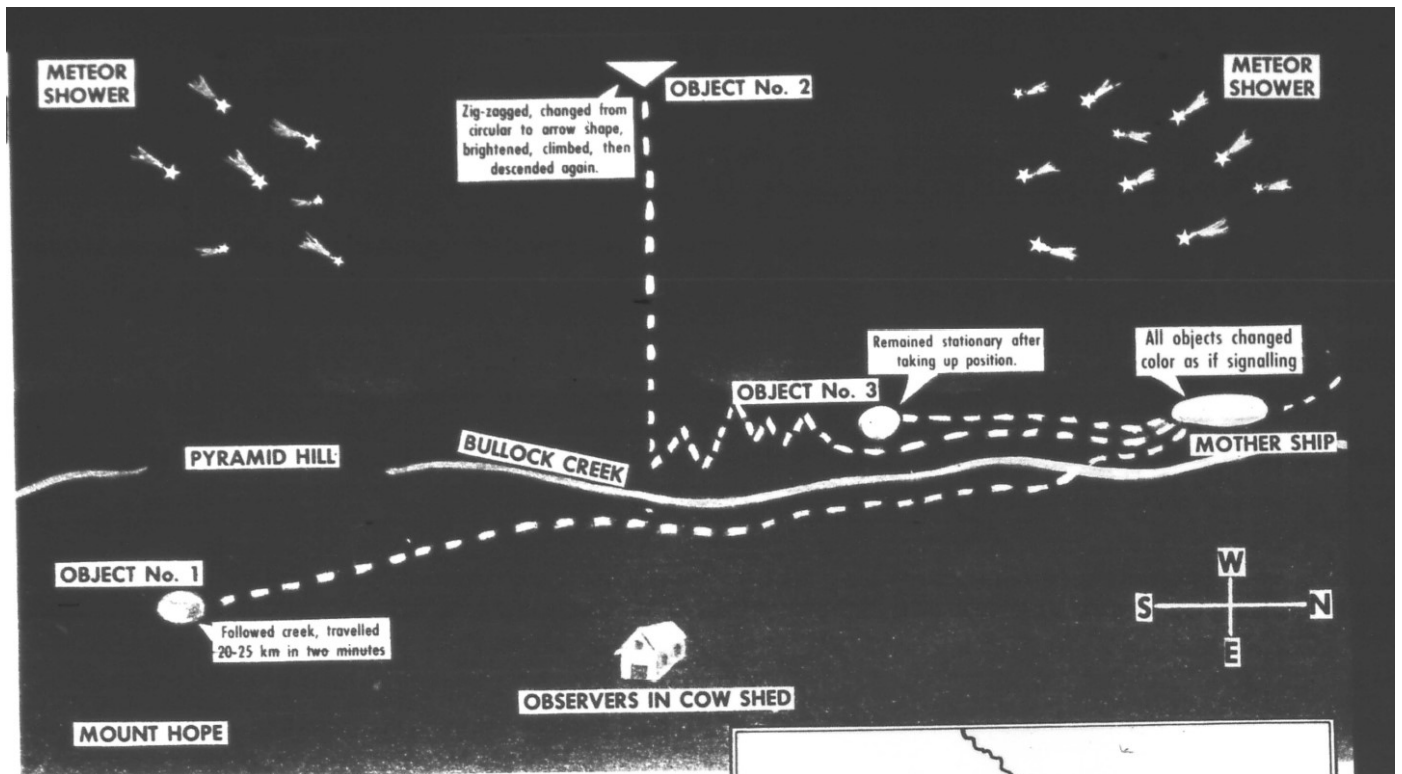 METEOR
SHOWER
OBJECT No. 2
Zig-zagged, changed from
circular to arrow shape,
brightened, climbed, then
descended again.
METEOR
SHOWER
Remained stationary after
taking up position.
All objects changed
color as if signalling
OBJECT No. 3
MOTHER SHIP
PYRAMID HILL
BULLOCK CREEK
OBJECT No. 1
Followed creek, travelled
20-25 km in two minutes
W
S
N
E
OBSERVERS IN COW SHED
MOUNT HOPE